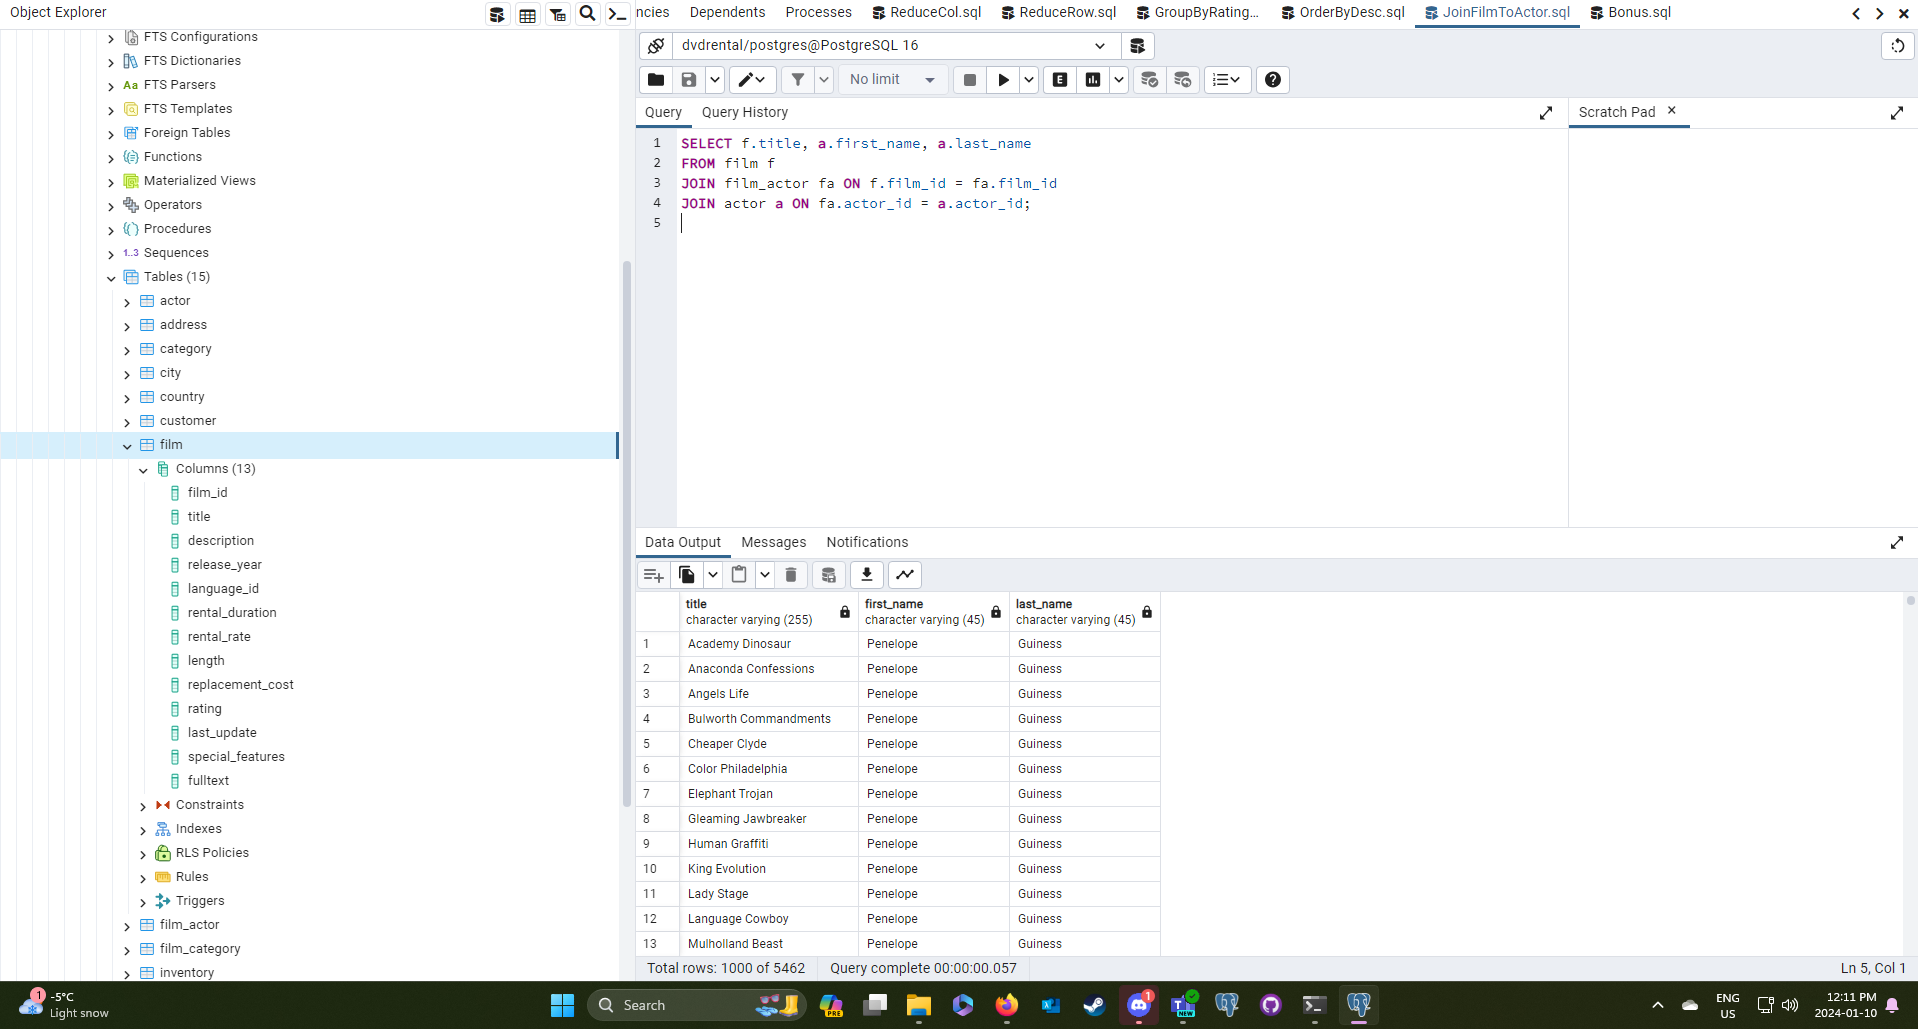 Object Explorer
FTS Configurations
FTS Dictionaries
Aa FTS Parsers
FTS Templates
Foreign Tables
Functions
Materialized Views
Operators
Procedures
1..3 Sequences
Tables (15)
actor
address
category
city
country
customer
film
Columns (13)
film_id
title
description
release_year
language_id
rental_duration
rental_rate
length
replacement_cost
rating
last_update
special_features
fulltext
Constraints
Indexes
RLS Policies
Rules
Triggers
film_actor
film_category
inventory
ncies Dependents Processes ReduceCol.sql ReduceRow.sql GroupByRating... OrderByDesc.sql JoinFilmToActor.sql Bonus.sql
dvdrental/postgres@PostgreSQL 16
No limit
E
Query Query History
Scratch Pad
1 SELECT f.title, a.first_name, a.last_name
2 FROM film f
3 JOIN film_actor fa ON f.film_id = fa.film_id
4 JOIN actor a ON fa.actor_id = a.actor_id;
5
Data Output Messages Notifications
title first_name last_name
character varying (255) character varying (45) character varying (45)
1 Academy Dinosaur Penelope Guiness
2 Anaconda Confessions Penelope Guiness
3 Angels Life Penelope Guiness
4 Bulworth Commandments Penelope Guiness
5 Cheaper Clyde Penelope Guiness
6 Color Philadelphia Penelope Guiness
7 Elephant Trojan Penelope Guiness
8 Gleaming Jawbreaker Penelope Guiness
9 Human Graffiti Penelope Guiness
10 King Evolution Penelope Guiness
11 Lady Stage Penelope Guiness
12 Language Cowboy Penelope Guiness
13 Mulholland Beast Penelope Guiness
Total rows: 1000 of 5462 Query complete 00:00:00.057 Ln 5, Col 1
1
-5°C
Light snow
Search
PRE
1
NEW
ENG
US
12:11 PM
2024-01-10